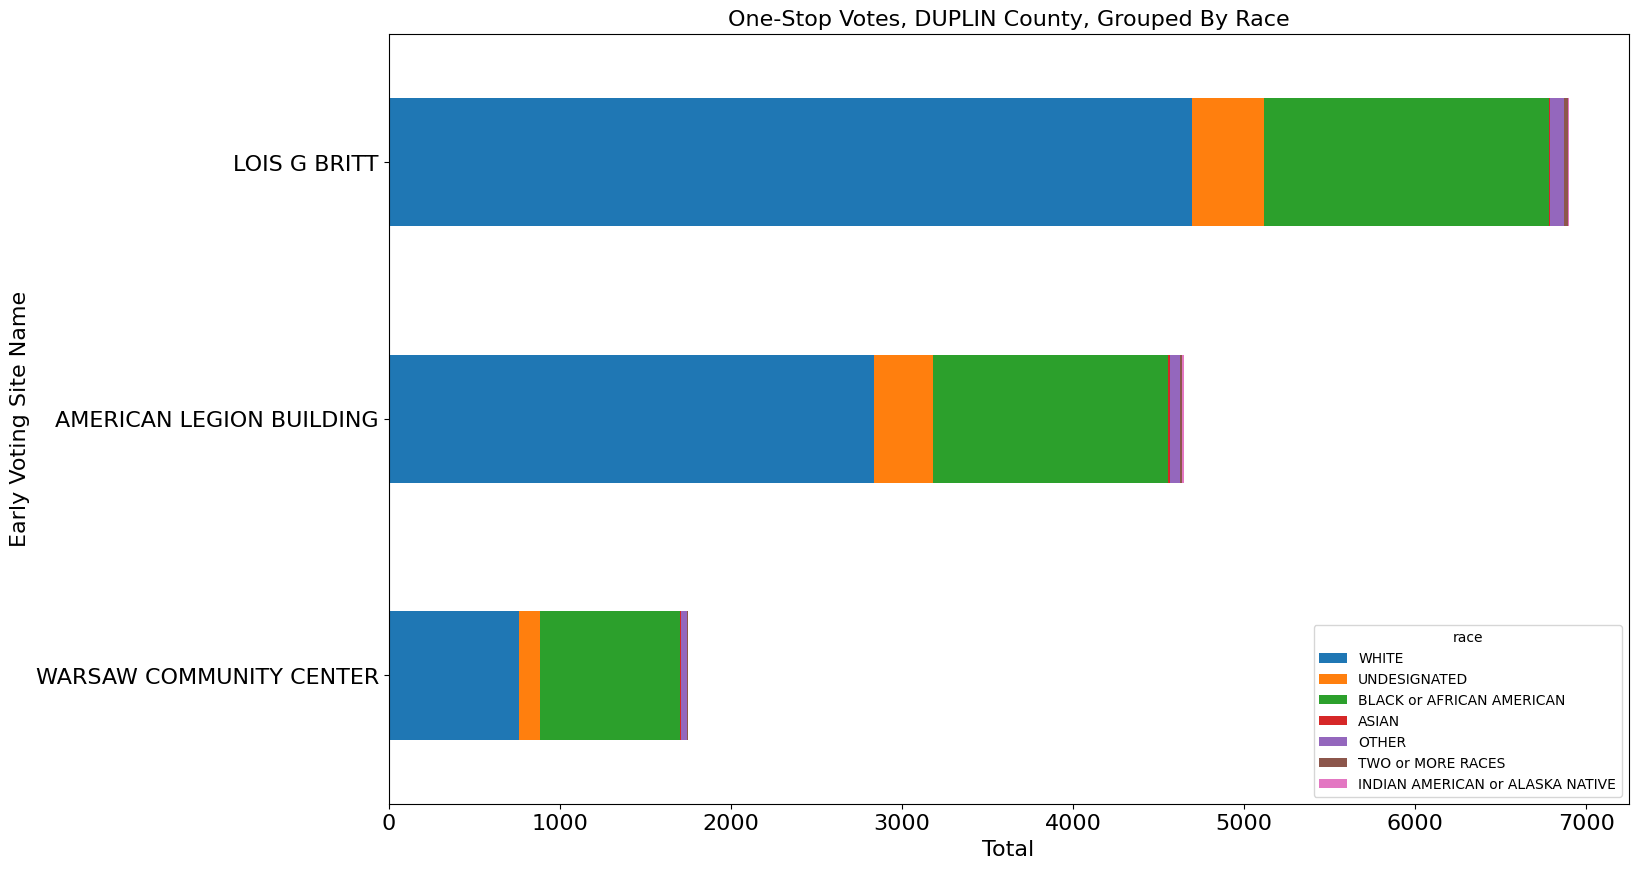 One-Stop Votes, DUPLIN County, Grouped By Race
Early Voting Site Name
LOIS G BRITT
AMERICAN LEGION BUILDING
WARSAW COMMUNITY CENTER
race
WHITE
UNDESIGNATED
BLACK or AFRICAN AMERICAN
ASIAN
OTHER
TWO or MORE RACES
INDIAN AMERICAN or ALASKA NATIVE
0 1000 2000 3000 4000 5000 6000 7000
Total